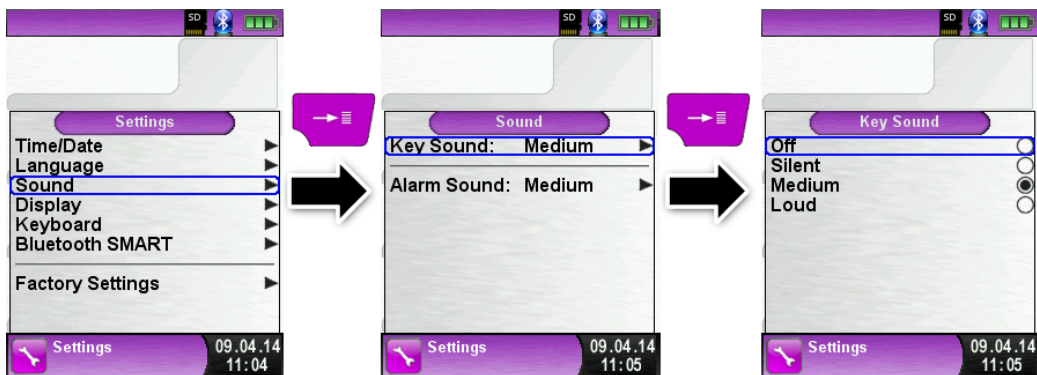 SD
Settings
Time/Date
Language
Sound
Display
Keyboard
Bluetooth SMART
Factory Settings
Settings
09.04.14
11:04
SD
Sound
Key Sound: Medium
Alarm Sound: Medium
Settings
09.04.14
11:05
SD
Key Sound
Off
Silent
Medium
Loud
Settings
09.04.14
11:05